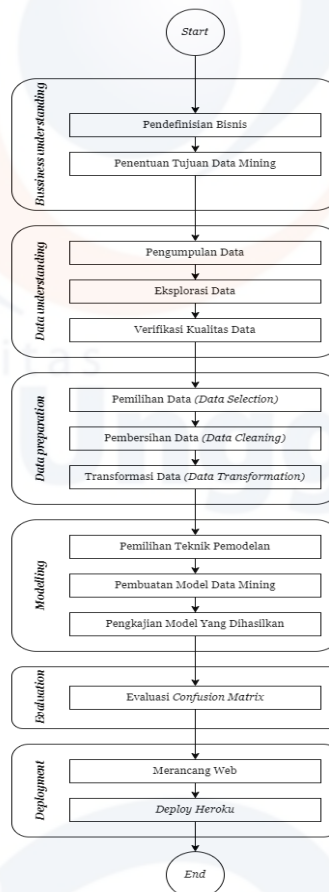 Start
Bussiness understanding
Pendefinisian Bisnis
Penentuan Tujuan Data Mining
Data understanding
Pengumpulan Data
Eksplorasi Data
Verifikasi Kualitas Data
Data preparation
Pemilihan Data (Data Selection)
Pembersihan Data (Data Cleaning)
Transformasi Data (Data Transformation)
Modelling
Pemilihan Teknik Pemodelan
Pembuatan Model Data Mining
Pengkajian Model Yang Dihasilkan
Evaluation
Evaluasi Confusion Matrix
Deployment
Merancang Web
Deploy Heroku
End
itas
Ungg